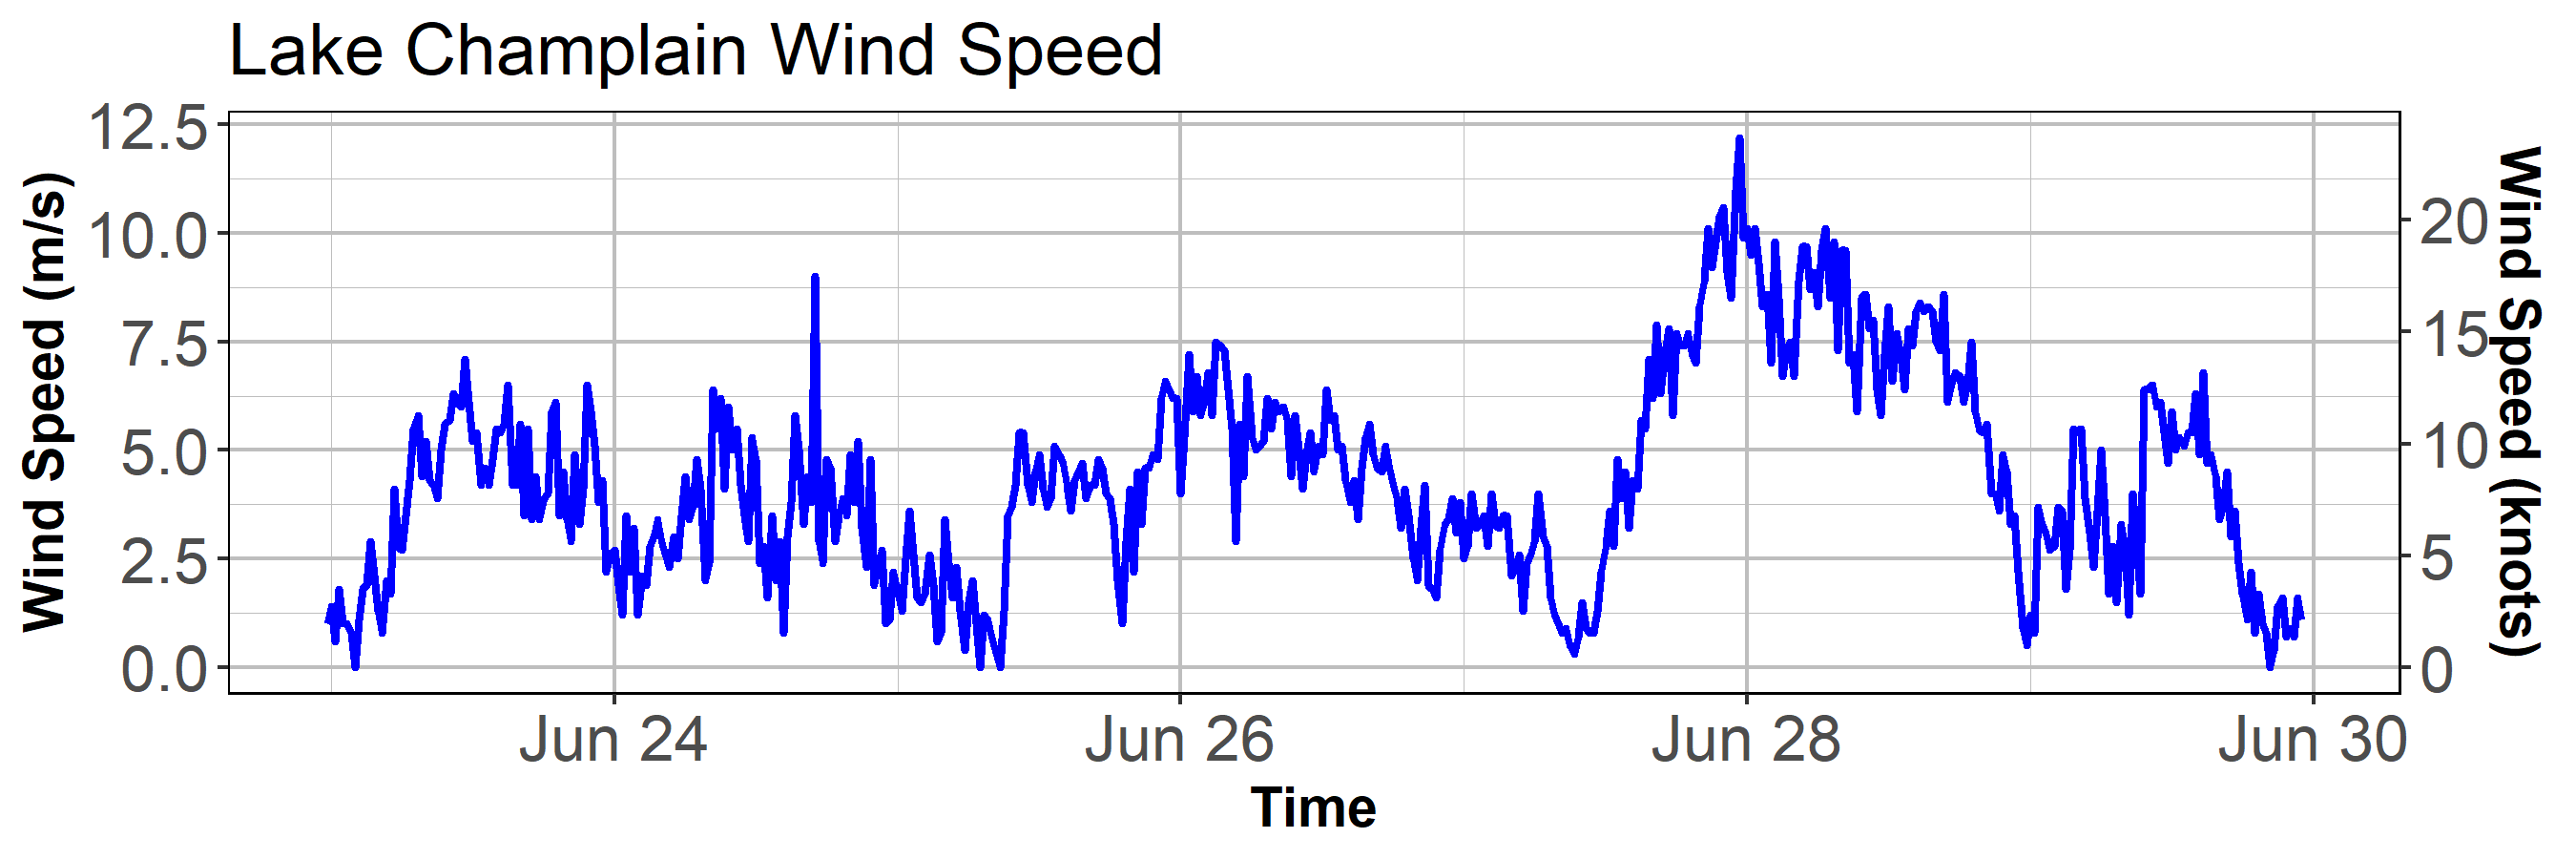 Lake Champlain Wind Speed
Wind Speed (m/s)
12.5
10.0
7.5
5.0
2.5
0.0
20
15
10
5
0
Wind Speed (knots)
Jun 24
Jun 26
Jun 28
Jun 30
Time